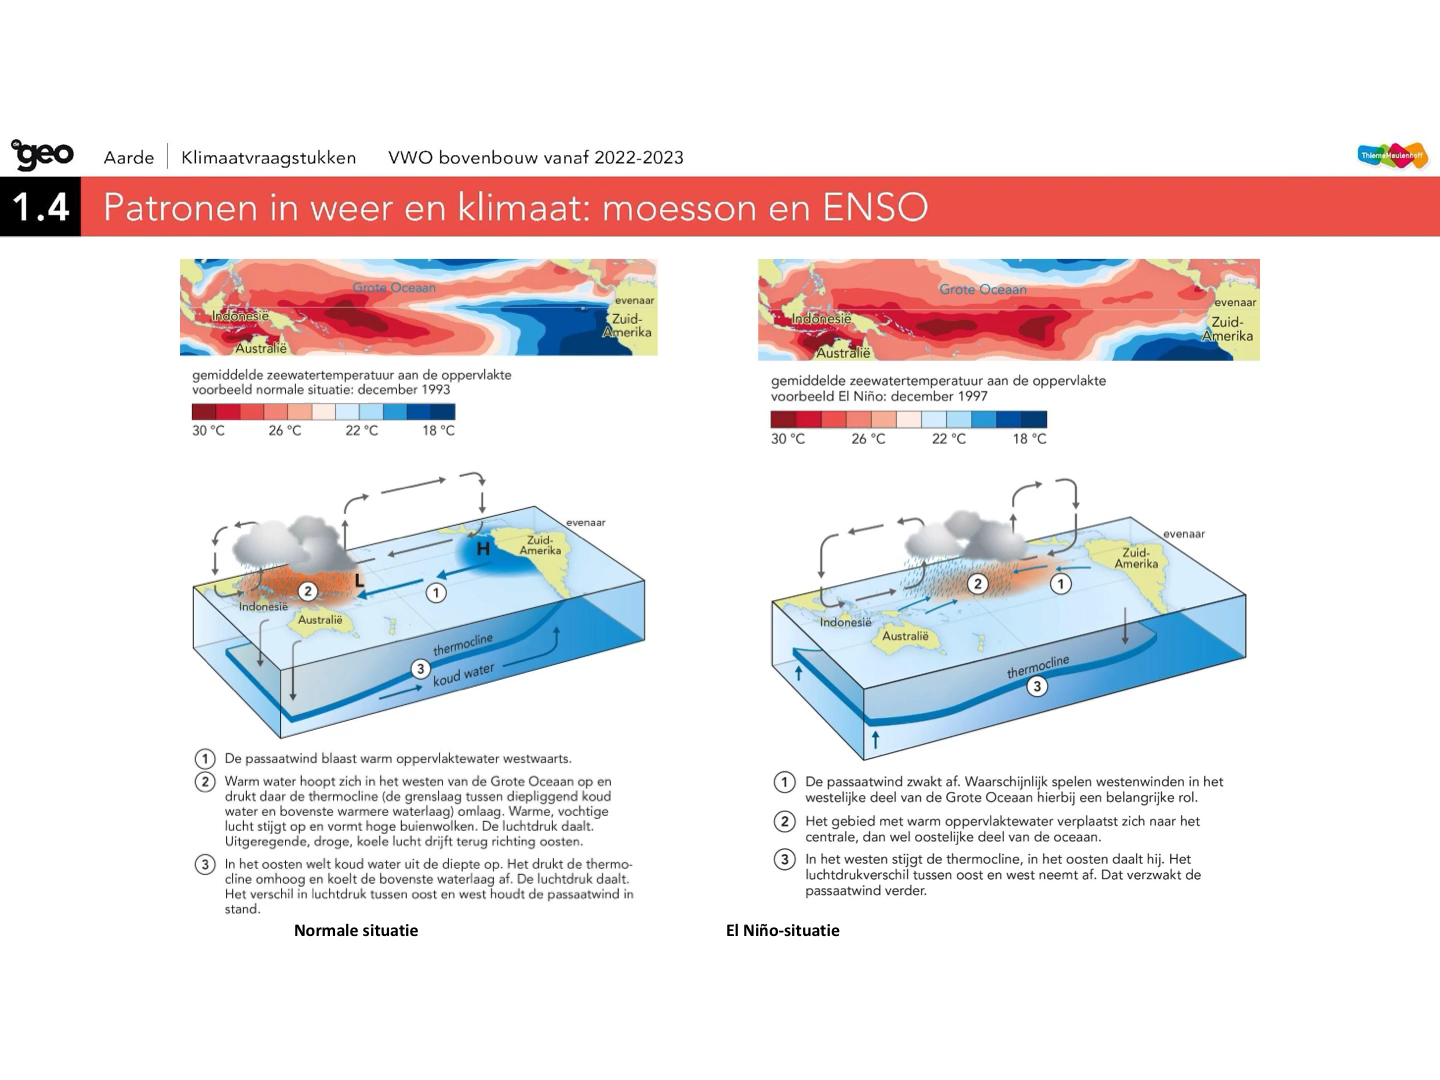 de geo
Aarde | Klimaatvraagstukken VWO bovenbouw vanaf 2022-2023
ThiemeMeulenhoff
1.4 Patronen in weer en klimaat: moesson en ENSO
Grote Oceaan
evenaar
Indonesië
Zuid-
Amerika
Australië
gemiddelde zeewatertemperatuur aan de oppervlakte
voorbeeld normale situatie: december 1993
30 °C 26 °C 22 °C 18 °C
evenaar
H
Zuid-
Amerika
L
2
1
Indonesië
Australië
thermocline
3
koud water
1 De passaatwind blaast warm oppervlaktewater westwaarts.
2 Warm water hoopt zich in het westen van de Grote Oceaan op en
drukt daar de thermocline (de grenslaag tussen diepliggend koud
water en bovenste warmere waterlaag) omlaag. Warme, vochtige
lucht stijgt op en vormt hoge buienwolken. De luchtdruk daalt.
Uitgeregende, droge, koele lucht drijft terug richting oosten.
3 In het oosten welt koud water uit de diepte op. Het drukt de thermo-
cline omhoog en koelt de bovenste waterlaag af. De luchtdruk daalt.
Het verschil in luchtdruk tussen oost en west houdt de passaatwind in
stand.
Normale situatie
Grote Oceaan
evenaar
Indonesië
Zuid-
Amerika
Australië
gemiddelde zeewatertemperatuur aan de oppervlakte
voorbeeld El Niño: december 1997
30 °C 26 °C 22 °C 18 °C
evenaar
Zuid-
Amerika
2
1
Indonesië
Australië
thermocline
3
1 De passaatwind zwakt af. Waarschijnlijk spelen westenwinden in het
westelijke deel van de Grote Oceaan hierbij een belangrijke rol.
2 Het gebied met warm oppervlaktewater verplaatst zich naar het
centrale, dan wel oostelijke deel van de oceaan.
3 In het westen stijgt de thermocline, in het oosten daalt hij. Het
luchtdrukverschil tussen oost en west neemt af. Dat verzwakt de
passaatwind verder.
El Niño-situatie